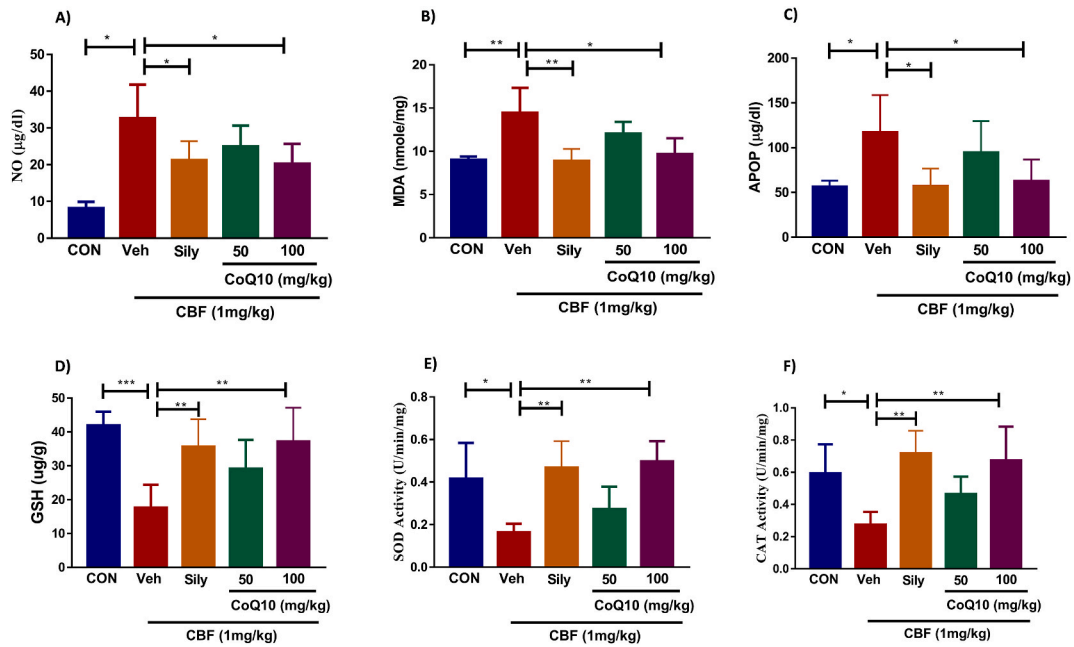 A)
*
*
*
NO (µg/dl)
50
40
30
20
10
0
CON Veh Sily 50 100
CoQ10 (mg/kg)
CBF (1mg/kg)
B)
**
*
**
MDA (nmole/mg)
20
15
10
5
0
CON Veh Sily 50 100
CoQ10 (mg/kg)
CBF (1mg/kg)
C)
*
*
*
APOP (µg/dl)
200
150
100
50
0
CON Veh Sily 50 100
CoQ10 (mg/kg)
CBF (1mg/kg)
D)
***
**
**
GSH (ug/g)
50
40
30
20
10
0
CON Veh Sily 50 100
CoQ10 (mg/kg)
CBF (1mg/kg)
E)
*
**
**
SOD Activity (U/min/mg)
0.8
0.6
0.4
0.2
0.0
CON Veh Sily 50 100
CoQ10 (mg/kg)
CBF (1mg/kg)
F)
*
**
**
CAT Activity (U/min/mg)
1.0
0.8
0.6
0.4
0.2
0.0
CON Veh Sily 50 100
CoQ10 (mg/kg)
CBF (1mg/kg)